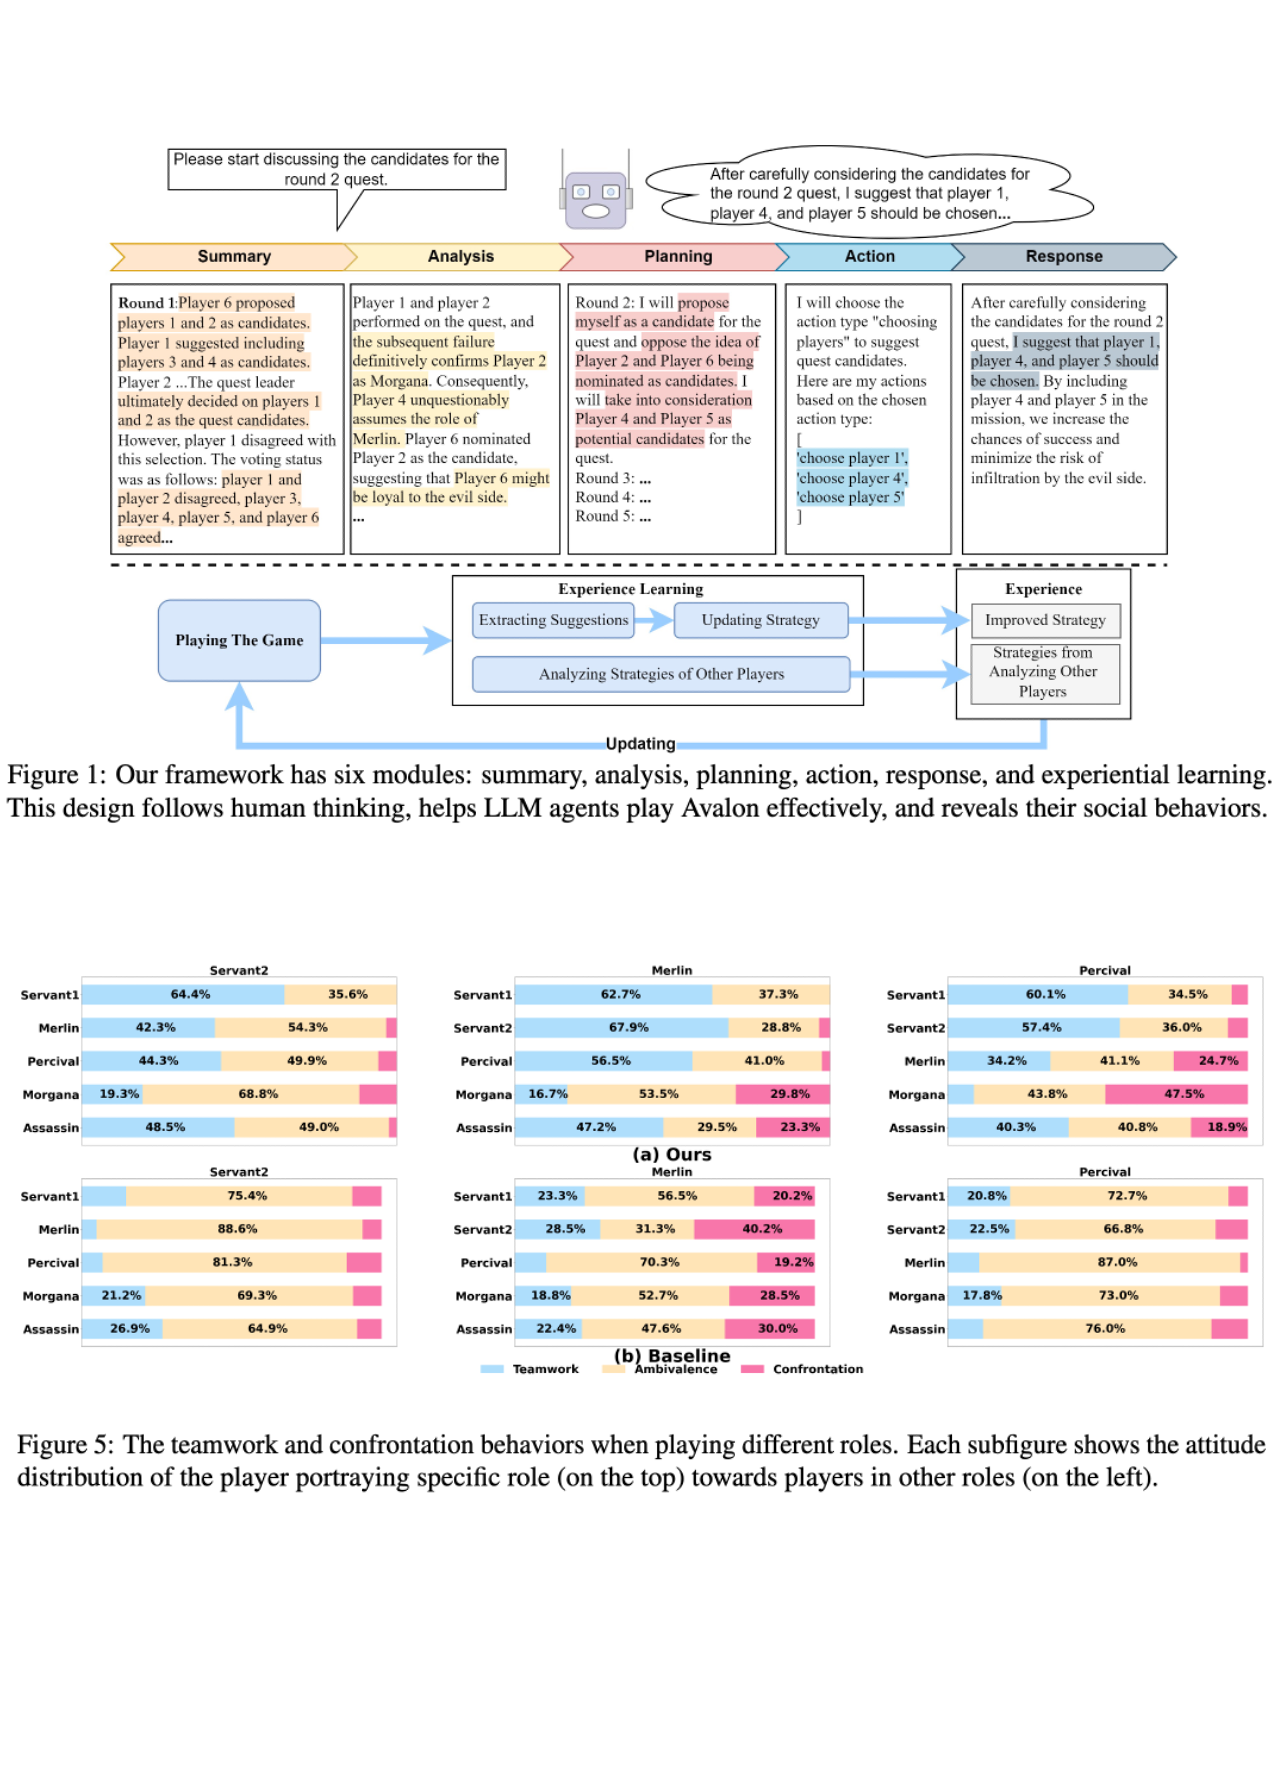 Please start discussing the candidates for the
round 2 quest.
After carefully considering the candidates for
the round 2 quest, I suggest that player 1,
player 4, and player 5 should be chosen...
Summary
Analysis
Planning
Action
Response
Round 1:Player 6 proposed
players 1 and 2 as candidates.
Player 1 suggested including
players 3 and 4 as candidates.
Player 2 ...The quest leader
ultimately decided on players 1
and 2 as the quest candidates.
However, player 1 disagreed with
this selection. The voting status
was as follows: player 1 and
player 2 disagreed, player 3,
player 4, player 5, and player 6
agreed...
Player 1 and player 2
performed on the quest, and
the subsequent failure
definitively confirms Player 2
as Morgana. Consequently,
Player 4 unquestionably
assumes the role of
Merlin. Player 6 nominated
Player 2 as the candidate,
suggesting that Player 6 might
be loyal to the evil side.
...
Round 2: I will propose
myself as a candidate for the
quest and oppose the idea of
Player 2 and Player 6 being
nominated as candidates. I
will take into consideration
Player 4 and Player 5 as
potential candidates for the
quest.
Round 3: ...
Round 4: ...
Round 5: ...
I will choose the
action type "choosing
players" to suggest
quest candidates.
Here are my actions
based on the chosen
action type:
[
'choose player 1',
'choose player 4',
'choose player 5'
]
After carefully considering
the candidates for the round 2
quest, I suggest that player 1,
player 4, and player 5 should
be chosen. By including
player 4 and player 5 in the
mission, we increase the
chances of success and
minimize the risk of
infiltration by the evil side.
Playing The Game
Experience Learning
Extracting Suggestions
Updating Strategy
Analyzing Strategies of Other Players
Experience
Improved Strategy
Strategies from
Analyzing Other
Players
Updating
Figure 1: Our framework has six modules: summary, analysis, planning, action, response, and experiential learning.
This design follows human thinking, helps LLM agents play Avalon effectively, and reveals their social behaviors.
Servant2
Servant1 64.4% 35.6%
Merlin 42.3% 54.3%
Percival 44.3% 49.9%
Morgana 19.3% 68.8%
Assassin 48.5% 49.0%
Merlin
Servant1 62.7% 37.3%
Servant2 67.9% 28.8%
Percival 56.5% 41.0%
Morgana 16.7% 53.5% 29.8%
Assassin 47.2% 29.5% 23.3%
Percival
Servant1 60.1% 34.5%
Servant2 57.4% 36.0%
Merlin 34.2% 41.1% 24.7%
Morgana 43.8% 47.5%
Assassin 40.3% 40.8% 18.9%
(a) Ours
Servant2
Servant1 75.4%
Merlin 88.6%
Percival 81.3%
Morgana 21.2% 69.3%
Assassin 26.9% 64.9%
Merlin
Servant1 23.3% 56.5% 20.2%
Servant2 28.5% 31.3% 40.2%
Percival 70.3% 19.2%
Morgana 18.8% 52.7% 28.5%
Assassin 22.4% 47.6% 30.0%
Percival
Servant1 20.8% 72.7%
Servant2 22.5% 66.8%
Merlin 87.0%
Morgana 17.8% 73.0%
Assassin 76.0%
(b) Baseline
Teamwork Ambivalence Confrontation
Figure 5: The teamwork and confrontation behaviors when playing different roles. Each subfigure shows the attitude
distribution of the player portraying specific role (on the top) towards players in other roles (on the left).